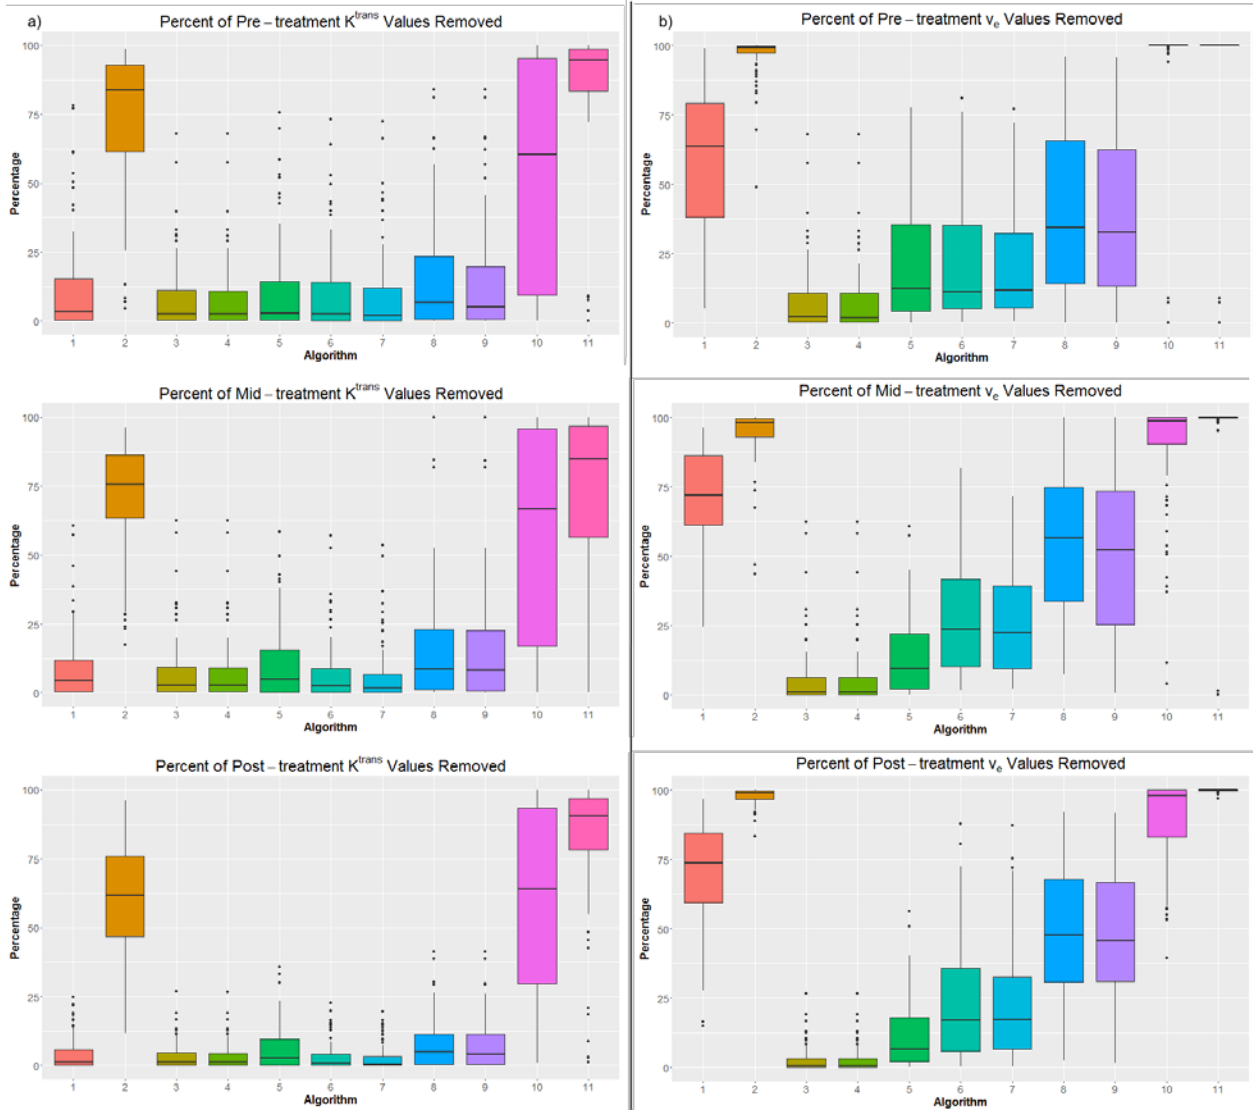 a)
Percent of Pre – treatment Ktrans Values Removed
100
75
50
25
0
Percentage
1 2 3 4 5 6 7 8 9 10 11
Algorithm
Percent of Mid – treatment Ktrans Values Removed
100
75
50
25
0
Percentage
1 2 3 4 5 6 7 8 9 10 11
Algorithm
Percent of Post – treatment Ktrans Values Removed
100
75
50
25
0
Percentage
1 2 3 4 5 6 7 8 9 10 11
Algorithm
b)
Percent of Pre – treatment ve Values Removed
100
75
50
25
0
Percentage
1 2 3 4 5 6 7 8 9 10 11
Algorithm
Percent of Mid – treatment ve Values Removed
100
75
50
25
0
Percentage
1 2 3 4 5 6 7 8 9 10 11
Algorithm
Percent of Post – treatment ve Values Removed
100
75
50
25
0
Percentage
1 2 3 4 5 6 7 8 9 10 11
Algorithm